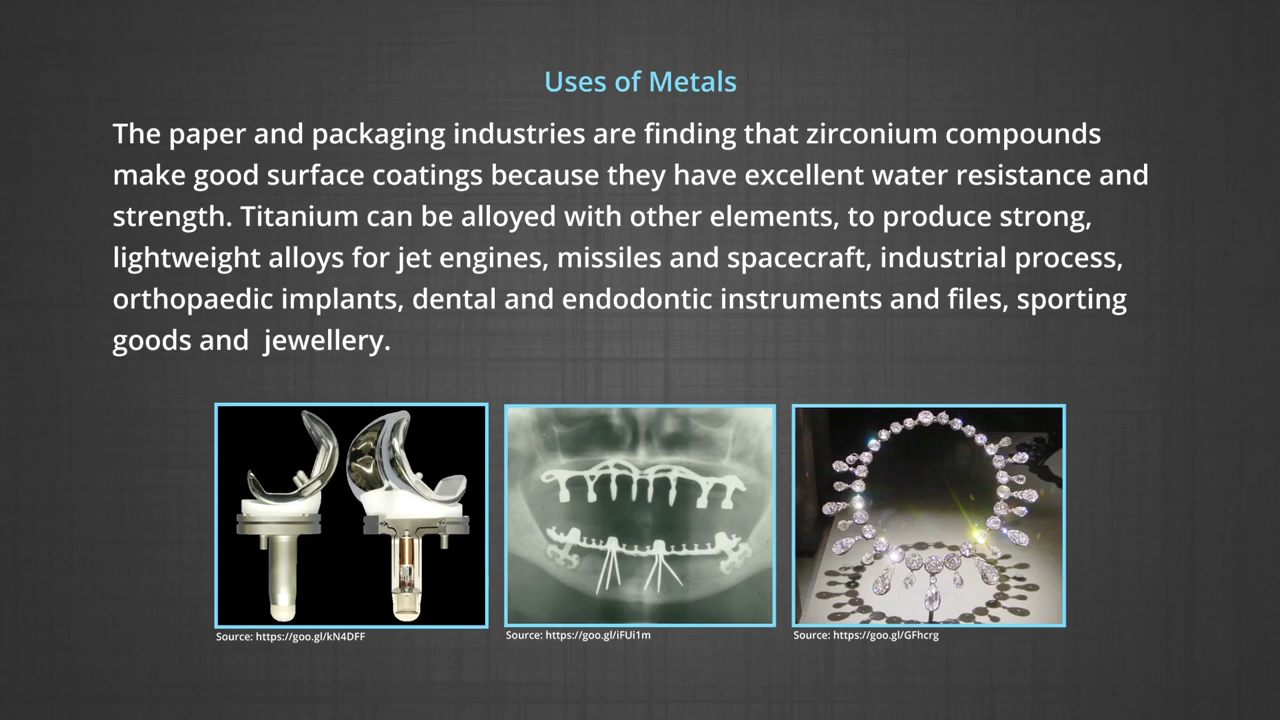 Uses of Metals
The paper and packaging industries are finding that zirconium compounds
make good surface coatings because they have excellent water resistance and
strength. Titanium can be alloyed with other elements, to produce strong,
lightweight alloys for jet engines, missiles and spacecraft, industrial process,
orthopaedic implants, dental and endodontic instruments and files, sporting
goods and  jewellery.
Source: https://goo.gl/kN4DFF
Source: https://goo.gl/iFUi1m
Source: https://goo.gl/GFhcrg